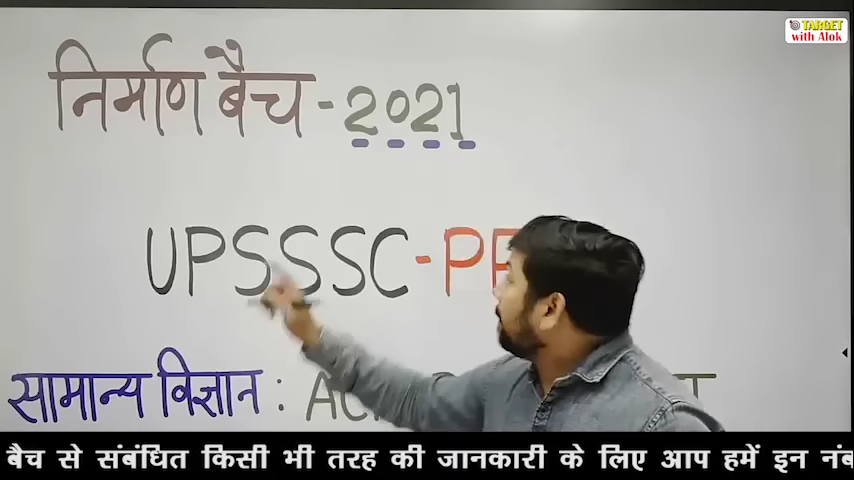 TARGET
with Alok
निर्माण बैच - 2021
UPSSSC - P
सामान्य विज्ञान :
बैच से संबंधित किसी भी तरह की जानकारी के लिए आप हमें इन